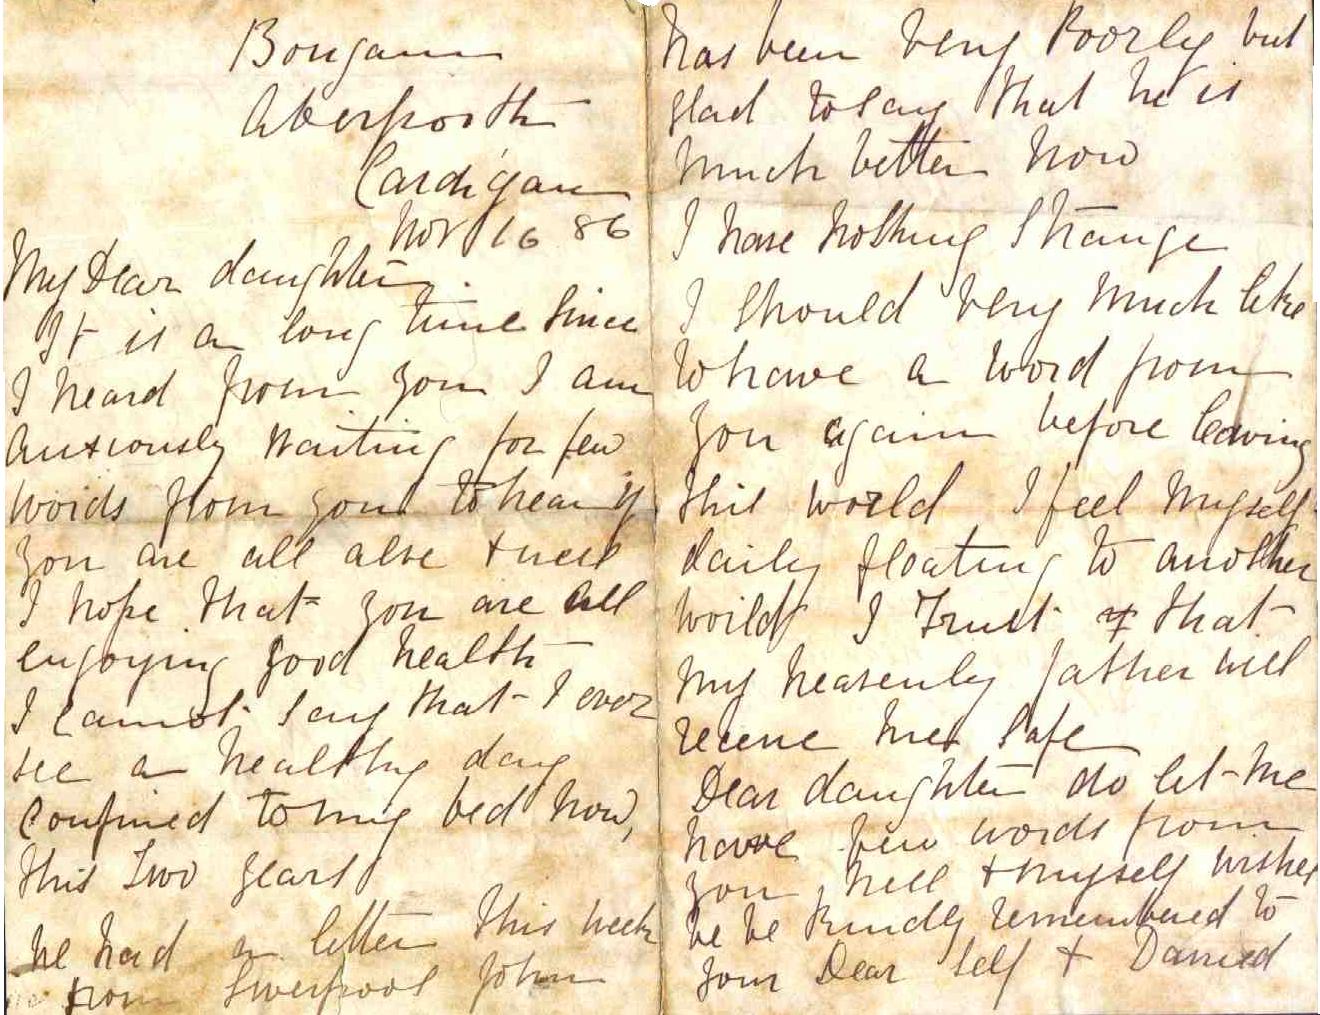 Aberporth
Cardigan
Nov 16 86
My Dear daughter
It is a long time since
I heard from you I am
anxiously waiting for few
words from you to hear if
you are all alve & well
I hope that you are all
enjoying good health
I cannot say that I ever
see a healthy day
Confined to my bed now,
this Two years
we had a letter this week
from Liverpool John
has been very Poorly but
glad to say that he is
much better now
I have nothing Strange
I should very much like
to have a word from
you again before leaving
this world I feel myself
daily floating to another
world I Trust & that
my heavenly father will
receive me safe
Dear daughter do let me
have few words from
you, Nell & myself wishes
be be kindly remembered to
your Dear self & Daniel